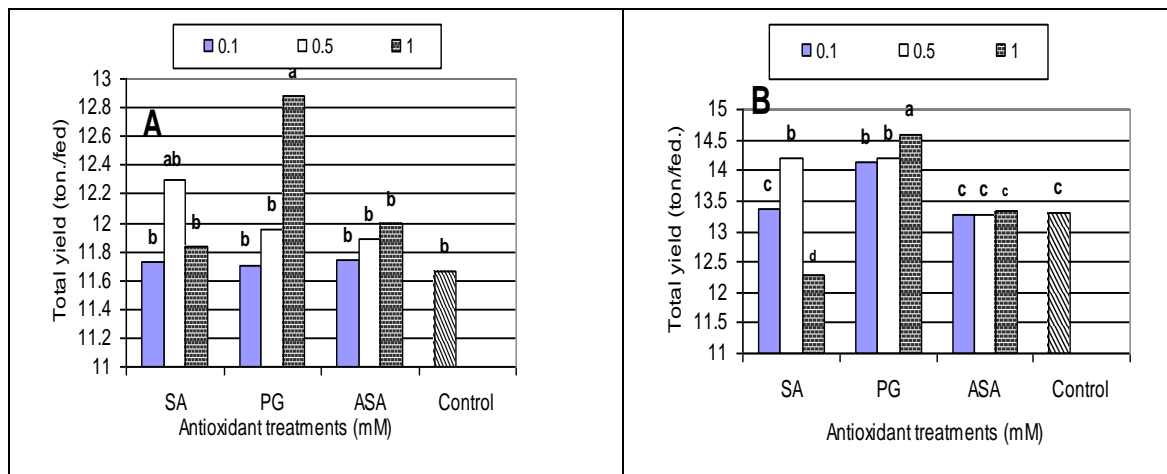 0.1 0.5 1
A
Total yield (ton./fed)
13
12.8
12.6
12.4
12.2
12
11.8
11.6
11.4
11.2
11
b ab b b b a b b b b
SA PG ASA Control
Antioxidant treatments (mM)
0.1 0.5 1
B
Total yield (ton/fed.)
15
14.5
14
13.5
13
12.5
12
11.5
11
c b d b b a c c c c
SA PG ASA Control
Antioxidant treatments (mM)